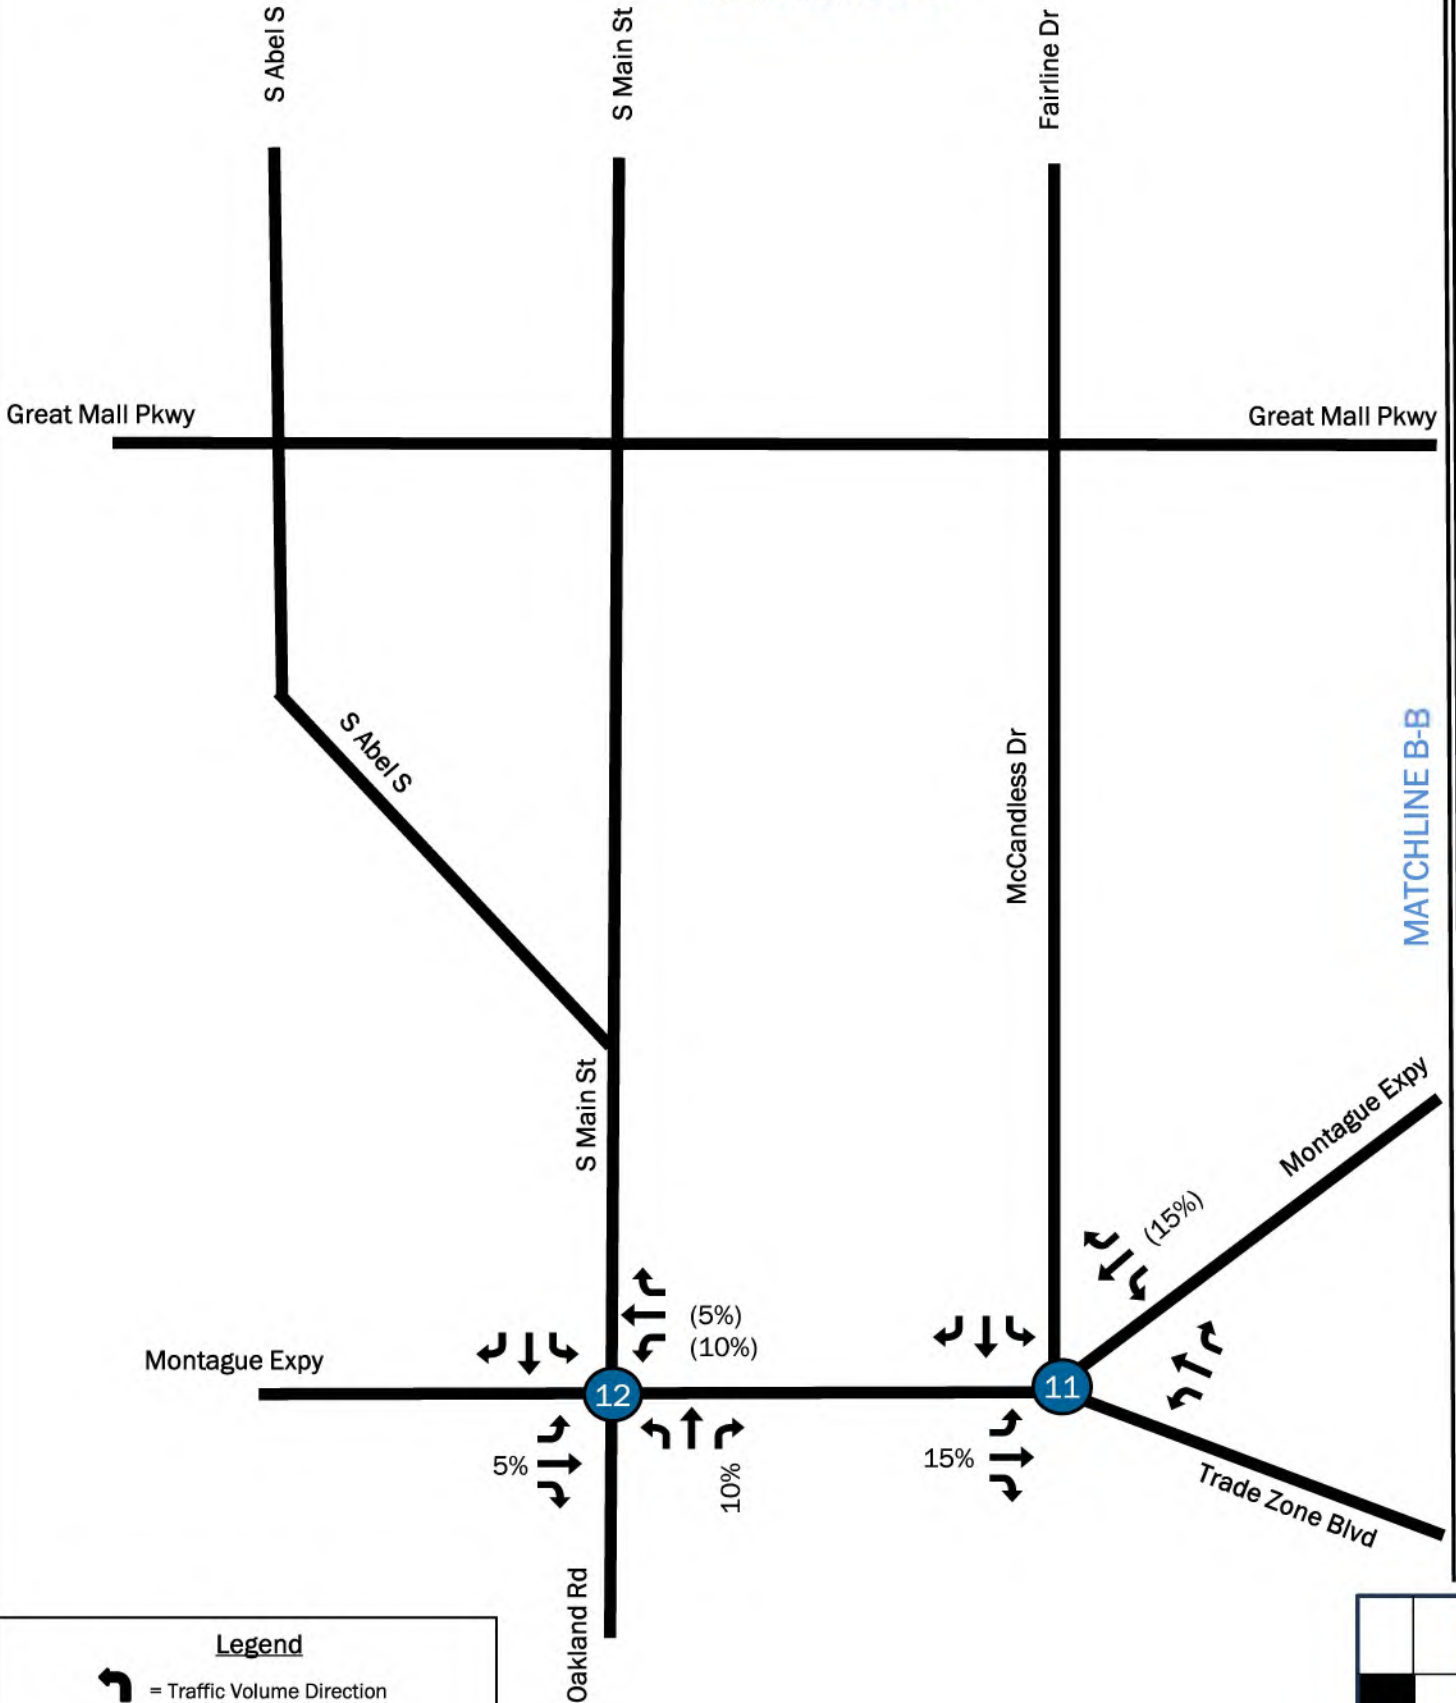 S Abel S
S Main St
Fairline Dr
Great Mall Pkwy
Great Mall Pkwy
S Abel S
McCandless Dr
MATCHLINE B-B
S Main St
Montague Expy
(15%)
(5%)
(10%)
Montague Expy
12
11
5%
10%
15%
Trade Zone Blvd
Oakland Rd
Legend
= Traffic Volume Direction